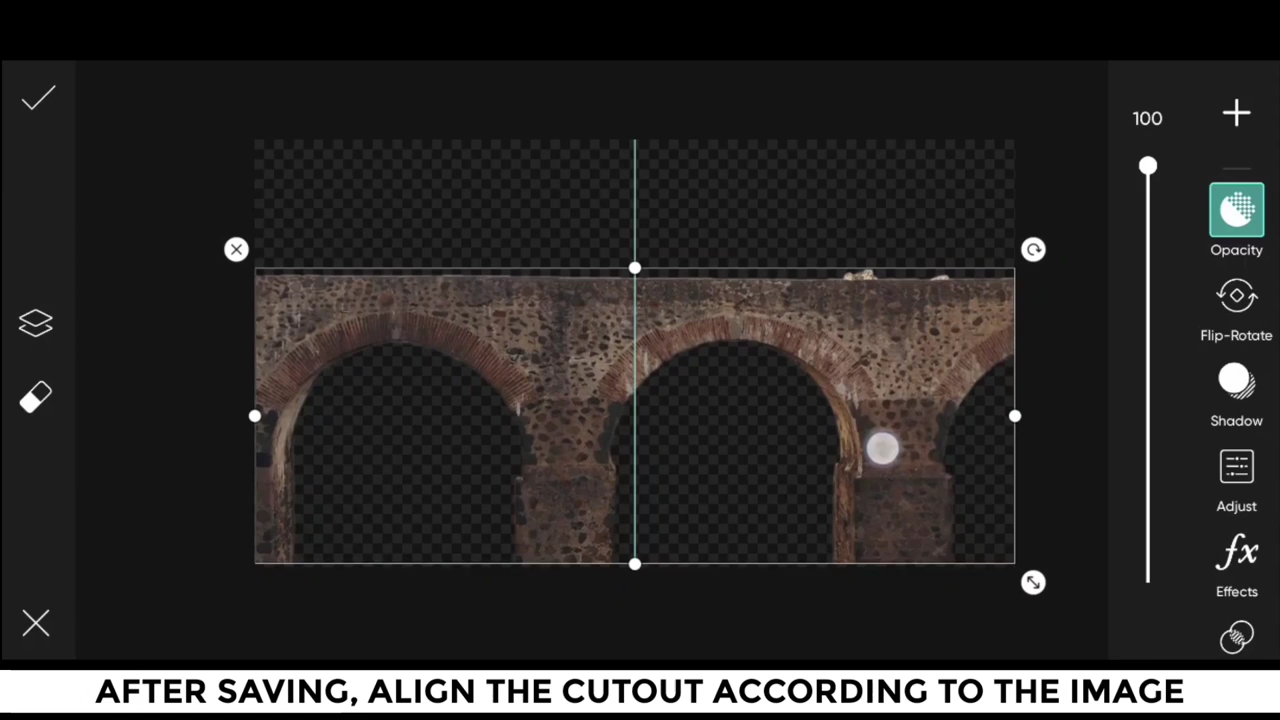 100
Opacity
Flip-Rotate
Shadow
Adjust
fx
Effects
AFTER SAVING, ALIGN THE CUTOUT ACCORDING TO THE IMAGE